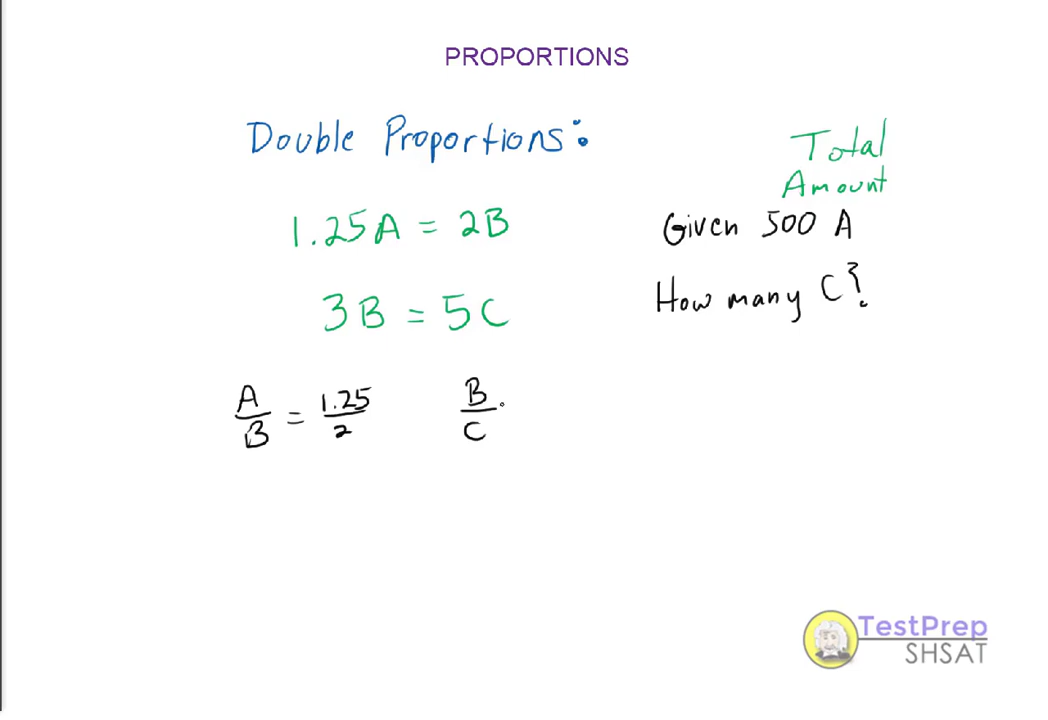 PROPORTIONS
Double Proportions:
Total
Amount
1.25A = 2B
Given 500 A
3B = 5C
How many C?
A/B = 1.25/2
B/C
TestPrep
SHSAT